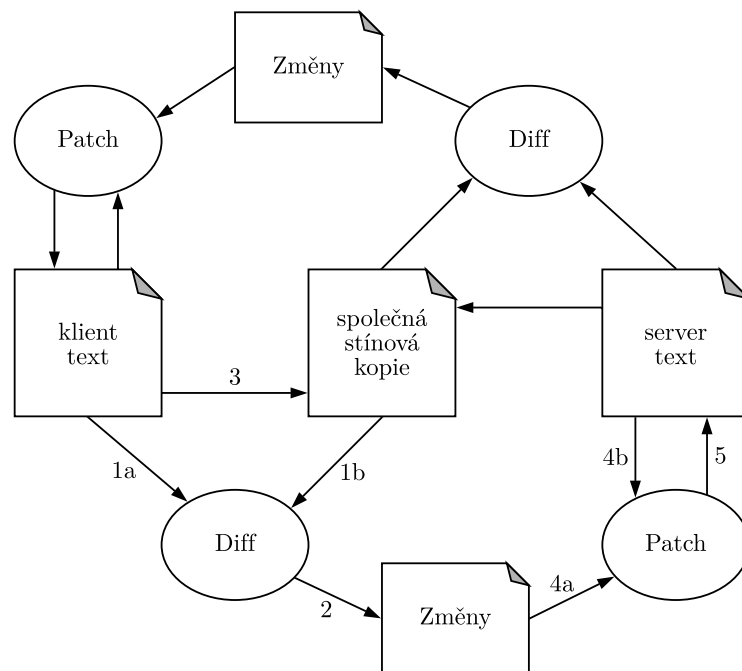 Změny
Patch
Diff
klient
text
společná
stínová
kopie
server
text
3
1a
1b
4b
5
Diff
Patch
2
Změny
4a